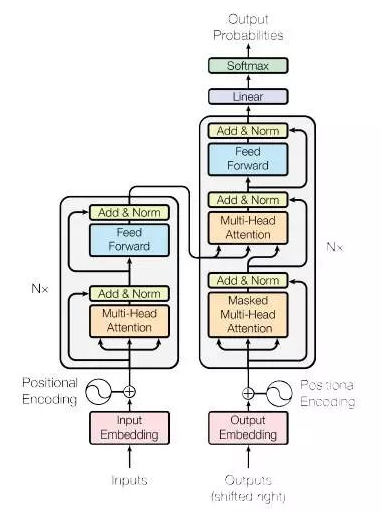 Output
Probabilities
Softmax
Linear
Add & Norm
Feed
Forward
Add & Norm
Multi-Head
Attention
Add & Norm
Masked
Multi-Head
Attention
Nx
Add & Norm
Feed
Forward
Add & Norm
Multi-Head
Attention
Nx
Positional
Encoding
Positional
Encoding
Input
Embedding
Output
Embedding
Inputs
Outputs
(shifted right)